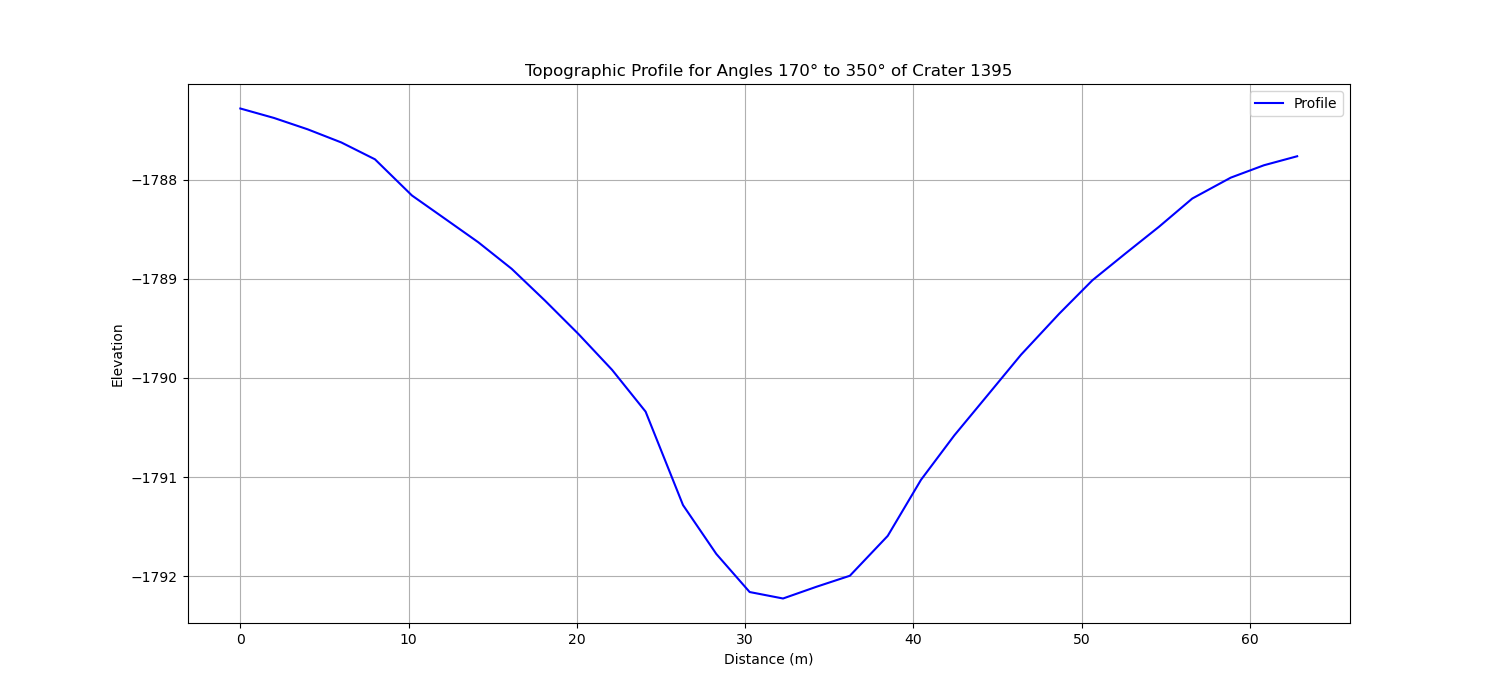 Topographic Profile for Angles 170° to 350° of Crater 1395
Profile
Elevation
−1788
−1789
−1790
−1791
−1792
0 10 20 30 40 50 60
Distance (m)